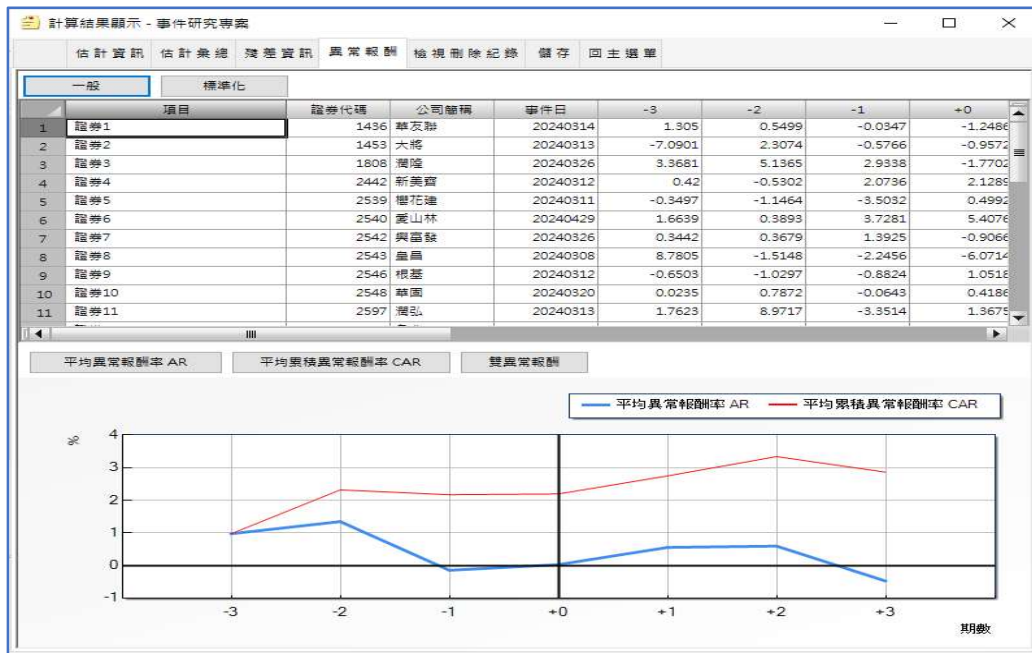 計算結果顯示 - 事件研究專案
估計資訊 估計彙總 殘差資訊 異常報酬 檢視刪除紀錄 儲存 回主選單
一般 標準化
項目 證券代碼 公司簡稱 事件日 -3 -2 -1 +0
1 證券1 1436 華友聯 20240314 1.305 0.5499 -0.0347 -1.2486
2 證券2 1453 大將 20240313 -7.0901 2.3074 -0.5766 -0.9572
3 證券3 1808 潤隆 20240326 3.3681 5.1365 2.9338 -1.7702
4 證券4 2442 新美齊 20240312 0.42 -0.5302 2.0736 2.1289
5 證券5 2539 櫻花建 20240311 -0.3497 -1.1464 -3.5032 0.4992
6 證券6 2540 愛山林 20240429 1.6639 0.3893 3.7281 5.4076
7 證券7 2542 興富發 20240326 0.3442 0.3679 1.3925 -0.9066
8 證券8 2543 皇昌 20240308 8.7805 -1.5148 -2.2456 -6.0714
9 證券9 2546 根基 20240312 -0.6503 -1.0297 -0.8824 1.0518
10 證券10 2548 華固 20240320 0.0235 0.7872 -0.0643 0.4186
11 證券11 2597 潤弘 20240313 1.7623 8.9717 -3.3514 1.3675
平均異常報酬率 AR 平均累積異常報酬率 CAR 雙異常報酬
平均異常報酬率 AR 平均累積異常報酬率 CAR
%
4
3
2
1
0
-1
-3 -2 -1 +0 +1 +2 +3
期數